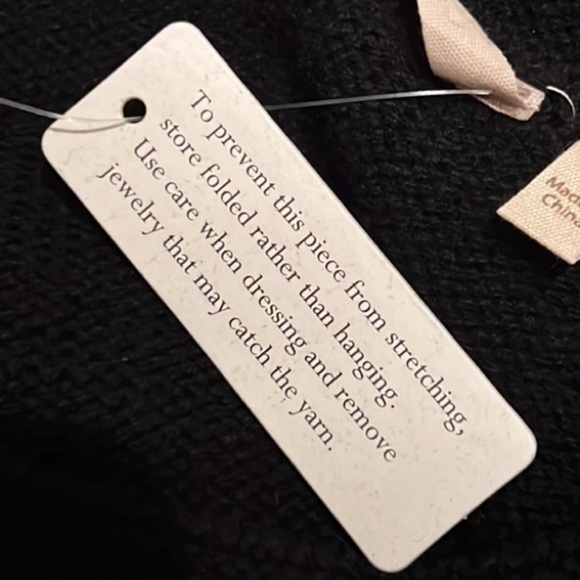 To prevent this piece from stretching,
store folded rather than hanging.
Use care when dressing and remove
jewelry that may catch the yarn.
China